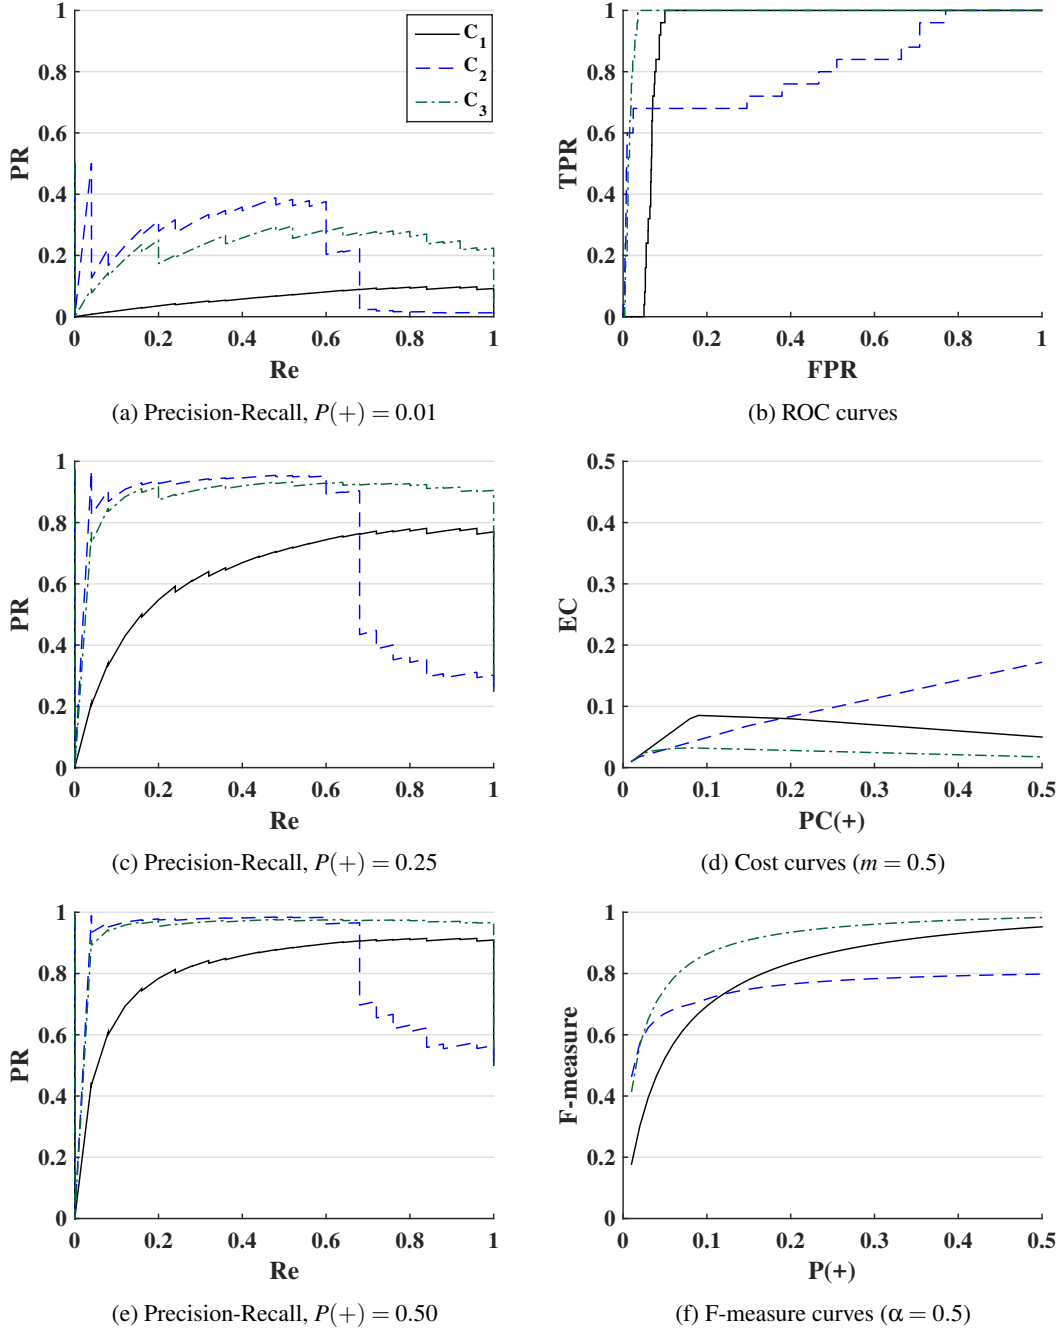 1
0.8
0.6
0.4
0.2
0
PR
0 0.2 0.4 0.6 0.8 1
Re
C1
C2
C3
(a) Precision-Recall, P(+) = 0.01
1
0.8
0.6
0.4
0.2
0
TPR
0 0.2 0.4 0.6 0.8 1
FPR
(b) ROC curves
1
0.8
0.6
0.4
0.2
0
PR
0 0.2 0.4 0.6 0.8 1
Re
(c) Precision-Recall, P(+) = 0.25
0.5
0.4
0.3
0.2
0.1
0
EC
0 0.1 0.2 0.3 0.4 0.5
PC(+)
(d) Cost curves (m = 0.5)
1
0.8
0.6
0.4
0.2
0
PR
0 0.2 0.4 0.6 0.8 1
Re
(e) Precision-Recall, P(+) = 0.50
1
0.8
0.6
0.4
0.2
0
F-measure
0 0.1 0.2 0.3 0.4 0.5
P(+)
(f) F-measure curves (α = 0.5)